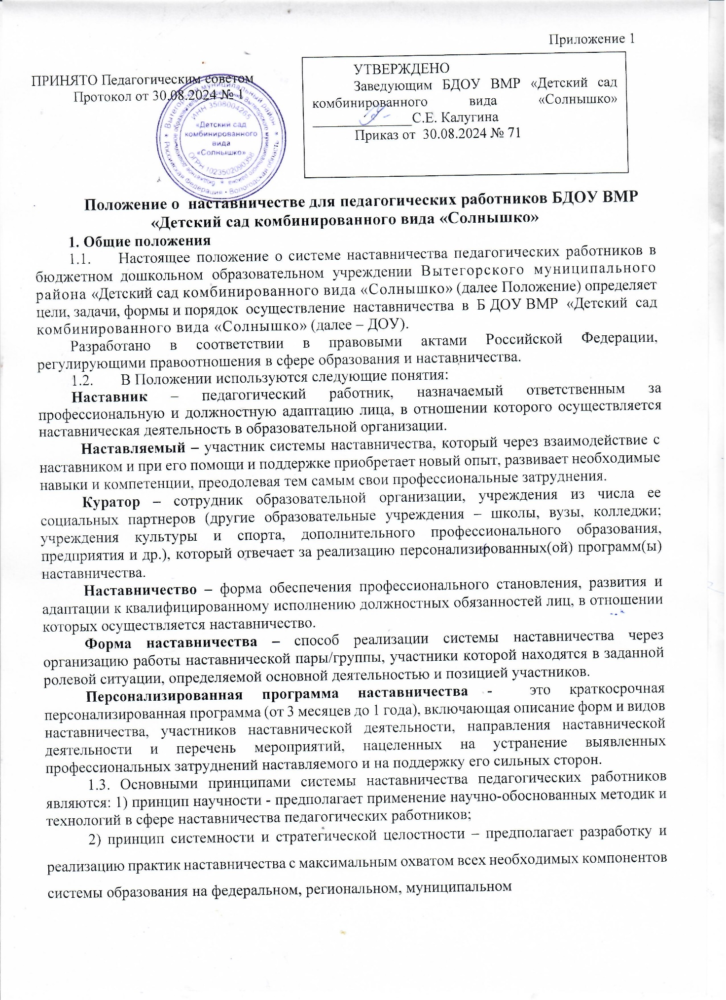 Приложение 1
ПРИНЯТО Педагогическим советом
Протокол от 30.08.2024 № 1
УТВЕРЖДЕНО
Заведующим БДОУ ВМР «Детский сад
комбинированного вида «Солнышко»
_______________С.Е. Калугина
Приказ от 30.08.2024 № 71
Вытегорский муниципальный район
Российская Федерация • Вологодская область
ИНН 3508004265
«Детский сад
комбинированного
вида
«Солнышко»
ОГРН 1023502090358
Положение о наставничестве для педагогических работников БДОУ ВМР
«Детский сад комбинированного вида «Солнышко»
1. Общие положения
1.1. Настоящее положение о системе наставничества педагогических работников в
бюджетном дошкольном образовательном учреждении Вытегорского муниципального
района «Детский сад комбинированного вида «Солнышко» (далее Положение) определяет
цели, задачи, формы и порядок осуществление наставничества в Б ДОУ ВМР «Детский сад
комбинированного вида «Солнышко» (далее – ДОУ).
Разработано в соответствии в правовыми актами Российской Федерации,
регулирующими правоотношения в сфере образования и наставничества.
1.2. В Положении используются следующие понятия:
Наставник – педагогический работник, назначаемый ответственным за
профессиональную и должностную адаптацию лица, в отношении которого осуществляется
наставническая деятельность в образовательной организации.
Наставляемый – участник системы наставничества, который через взаимодействие с
наставником и при его помощи и поддержке приобретает новый опыт, развивает необходимые
навыки и компетенции, преодолевая тем самым свои профессиональные затруднения.
Куратор – сотрудник образовательной организации, учреждения из числа ее
социальных партнеров (другие образовательные учреждения – школы, вузы, колледжи;
учреждения культуры и спорта, дополнительного профессионального образования,
предприятия и др.), который отвечает за реализацию персонализированных(ой) программ(ы)
наставничества.
Наставничество – форма обеспечения профессионального становления, развития и
адаптации к квалифицированному исполнению должностных обязанностей лиц, в отношении
которых осуществляется наставничество.
Форма наставничества – способ реализации системы наставничества через
организацию работы наставнической пары/группы, участники которой находятся в заданной
ролевой ситуации, определяемой основной деятельностью и позицией участников.
Персонализированная программа наставничества - это краткосрочная
персонализированная программа (от 3 месяцев до 1 года), включающая описание форм и видов
наставничества, участников наставнической деятельности, направления наставнической
деятельности и перечень мероприятий, нацеленных на устранение выявленных
профессиональных затруднений наставляемого и на поддержку его сильных сторон.
1.3. Основными принципами системы наставничества педагогических работников
являются: 1) принцип научности - предполагает применение научно-обоснованных методик и
технологий в сфере наставничества педагогических работников;
2) принцип системности и стратегической целостности – предполагает разработку и
реализацию практик наставничества с максимальным охватом всех необходимых компонентов
системы образования на федеральном, региональном, муниципальном